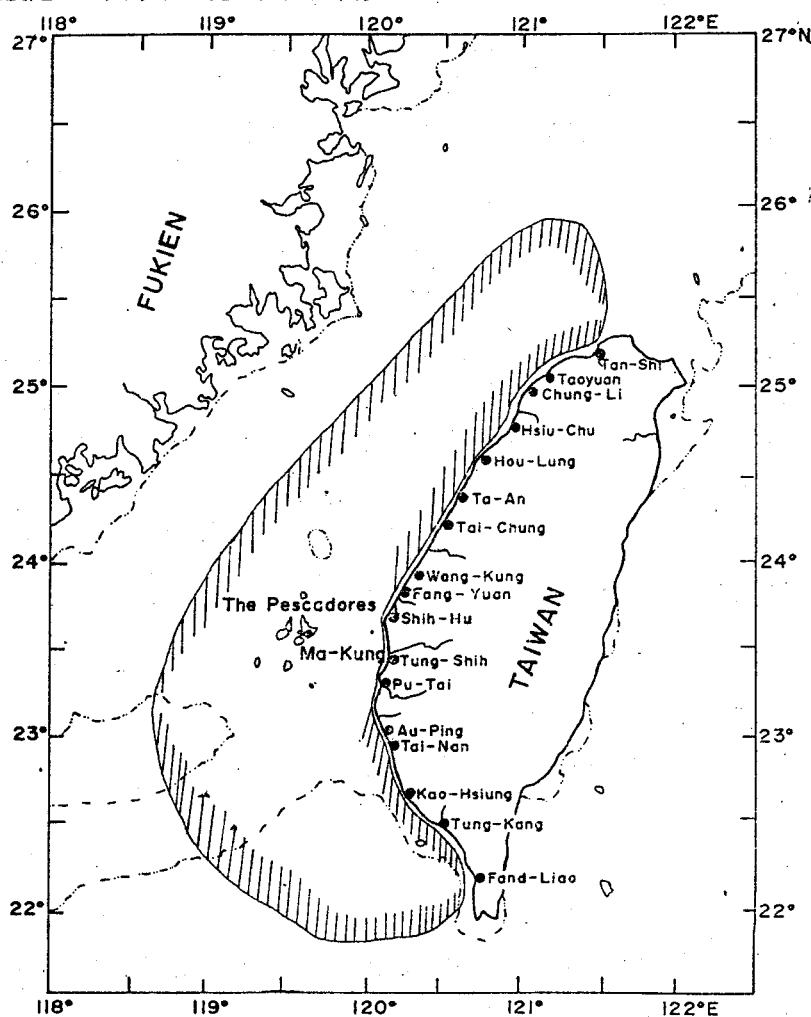 118° 119° 120° 121° 122°E
27° 27°N
26° 26°
FUKIEN
Tan-Shi
25° Taoyuan 25°
Chung-Li
Hsiu-Chu
Hou-Lung
Ta-An
Tai-Chung
24° 24°
Wang-Kung
Fang-Yuan
The Pescadores
Shih-Hu
TAIWAN
Ma-Kung
Tung-Shih
Pu-Tai
23° Au-Ping 23°
Tai-Nan
Kao-Hsiung
Tung-Kang
Fand-Liao
22° 22°
118° 119° 120° 121° 122°E